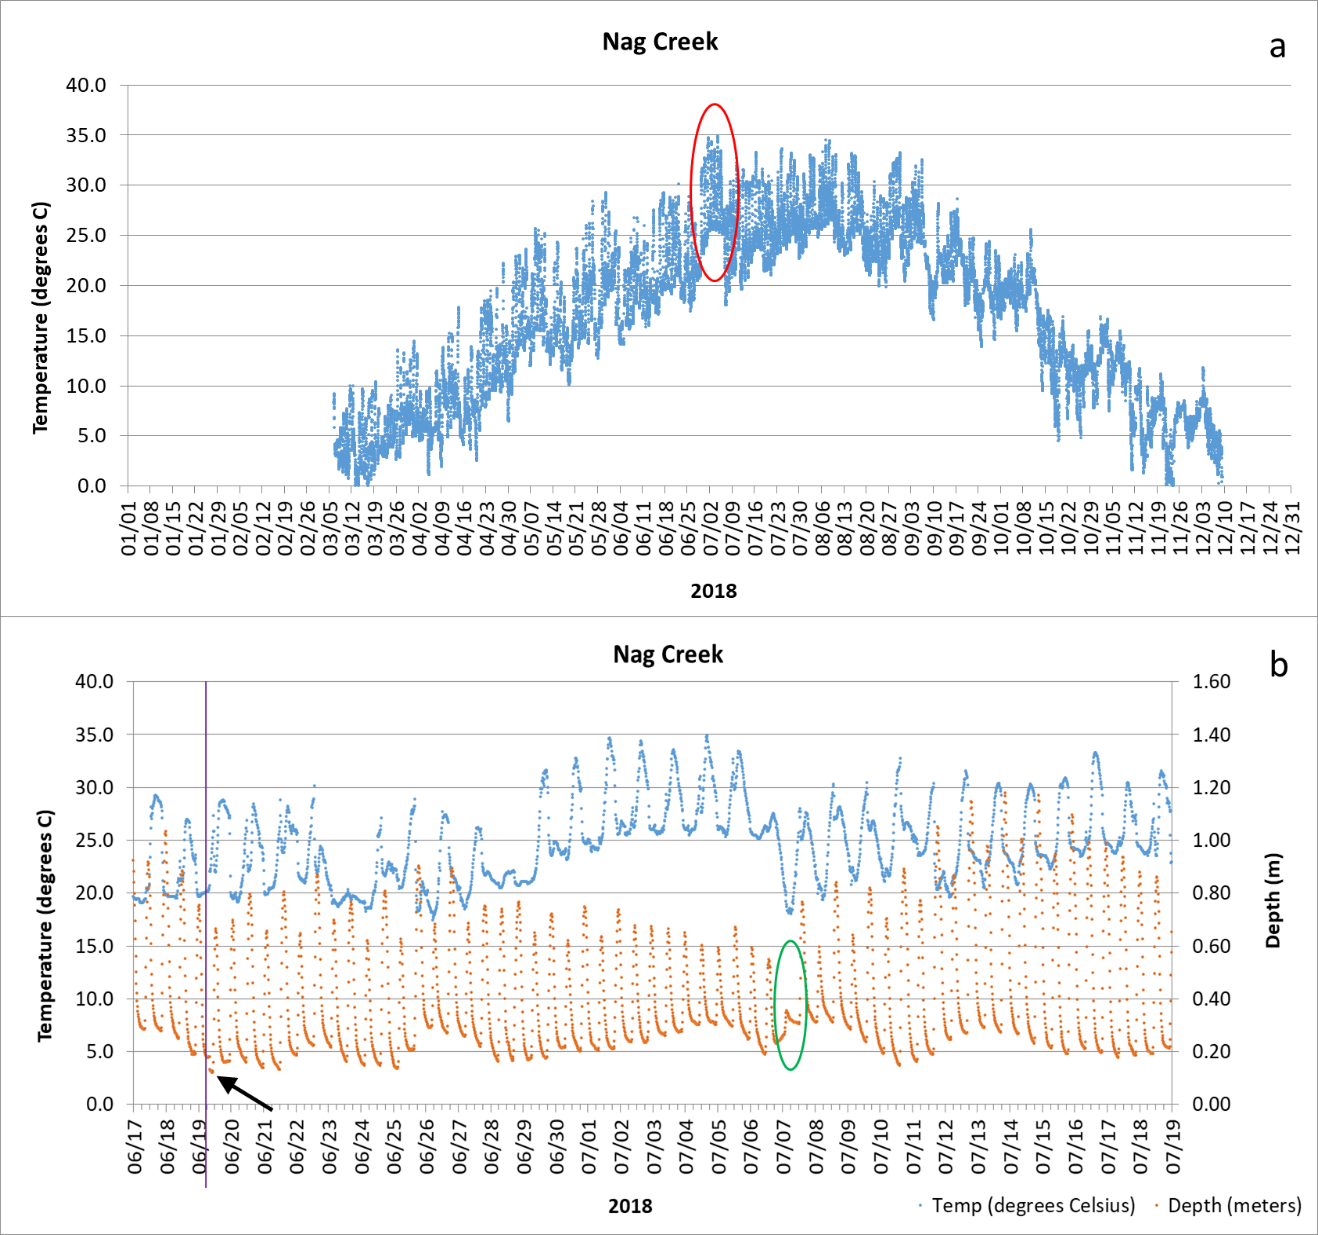 Nag Creek
a
40.0
35.0
30.0
25.0
20.0
15.0
10.0
5.0
0.0
Temperature (degrees C)
01/01 01/08 01/15 01/22 01/29 02/05 02/12 02/19 02/26 03/05 03/12 03/19 03/26 04/02 04/09 04/16 04/23 04/30 05/07 05/14 05/21 05/28 06/04 06/11 06/18 06/25 07/02 07/09 07/16 07/23 07/30 08/06 08/13 08/20 08/27 09/03 09/10 09/17 09/24 10/01 10/08 10/15 10/22 10/29 11/05 11/12 11/19 11/26 12/03 12/10 12/17 12/24 12/31
2018
Nag Creek
b
40.0 1.60
35.0 1.40
30.0 1.20
25.0 1.00
20.0 0.80
15.0 0.60
10.0 0.40
5.0 0.20
0.0 0.00
Temperature (degrees C)
Depth (m)
06/17 06/18 06/19 06/20 06/21 06/22 06/23 06/24 06/25 06/26 06/27 06/28 06/29 06/30 07/01 07/02 07/03 07/04 07/05 07/06 07/07 07/08 07/09 07/10 07/11 07/12 07/13 07/14 07/15 07/16 07/17 07/18 07/19
2018
Temp (degrees Celsius) Depth (meters)